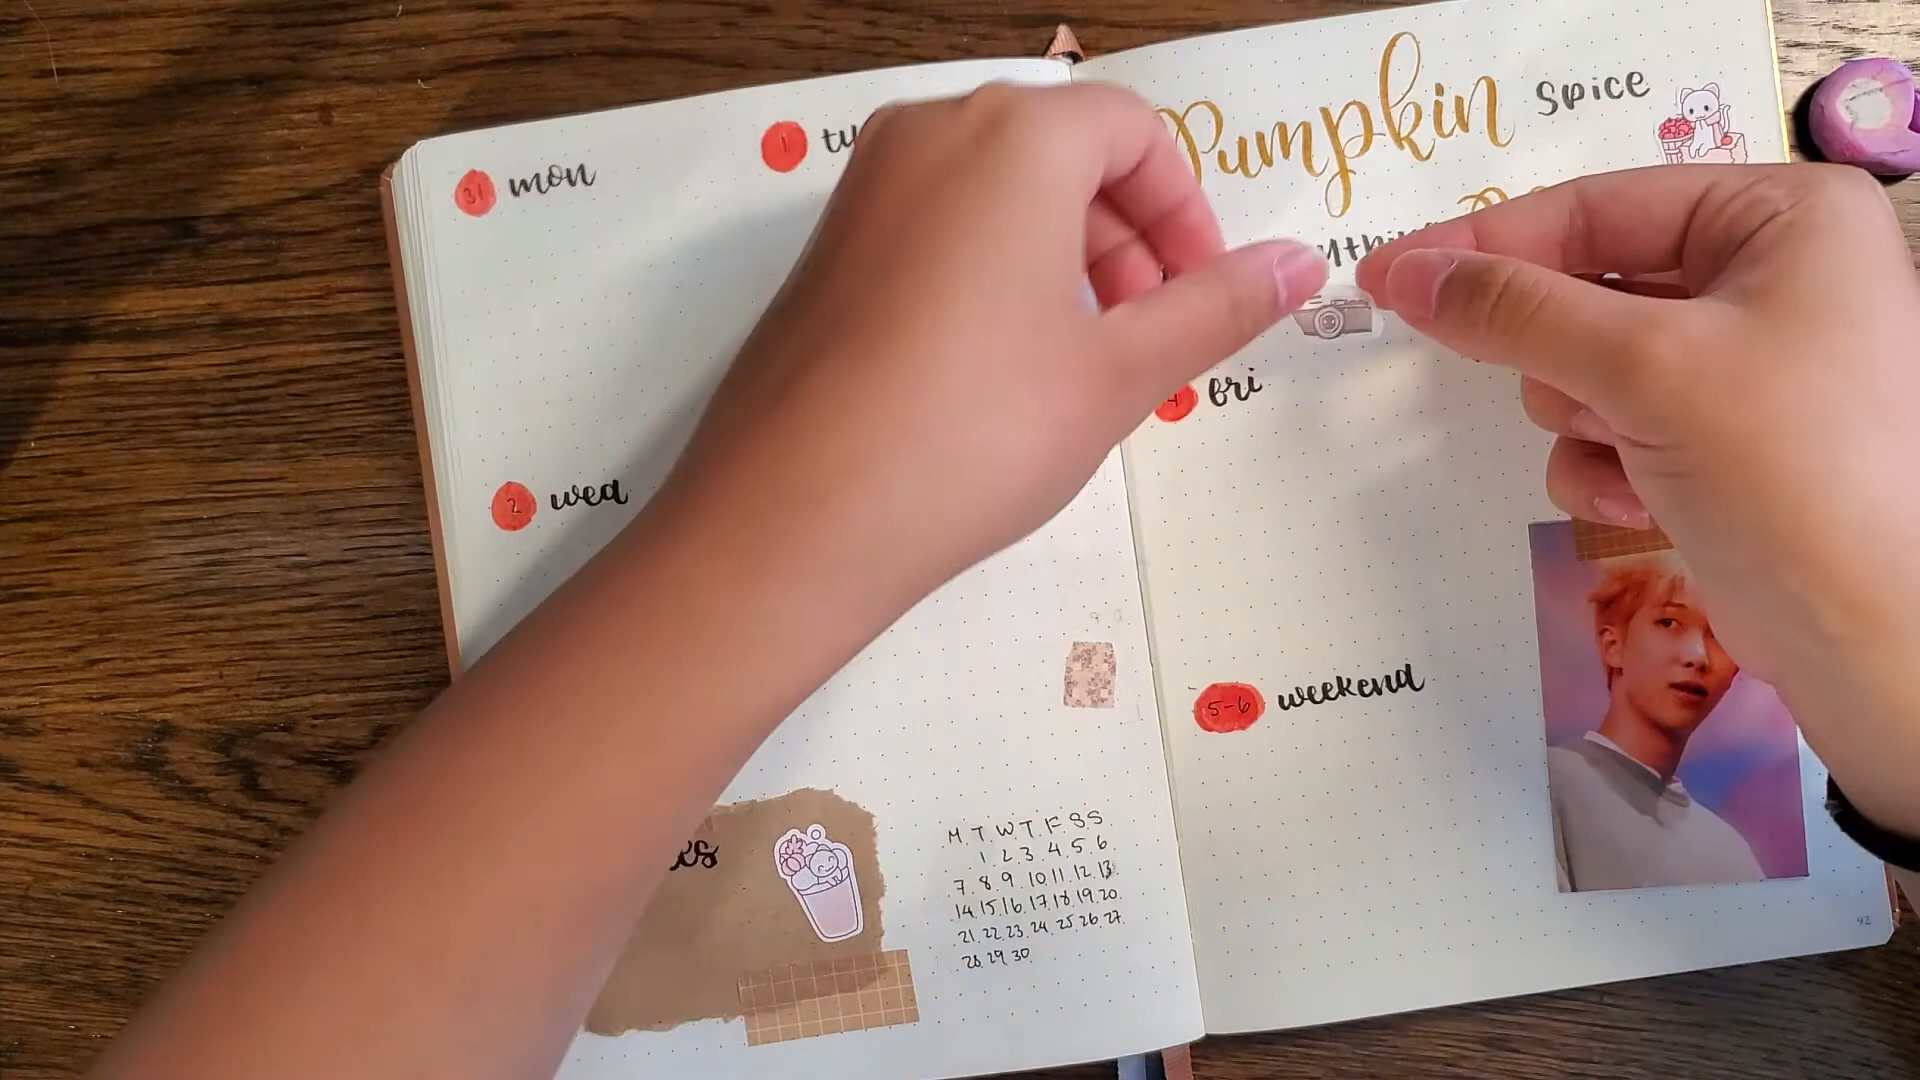 31 mon
1
2 wed
Pumpkin Spice
4 fri
5-6 weekend
M T W T F S S
1 2 3 4 5 6
7 8 9 10 11 12 13
14 15 16 17 18 19 20
21 22 23 24 25 26 27
28 29 30
92